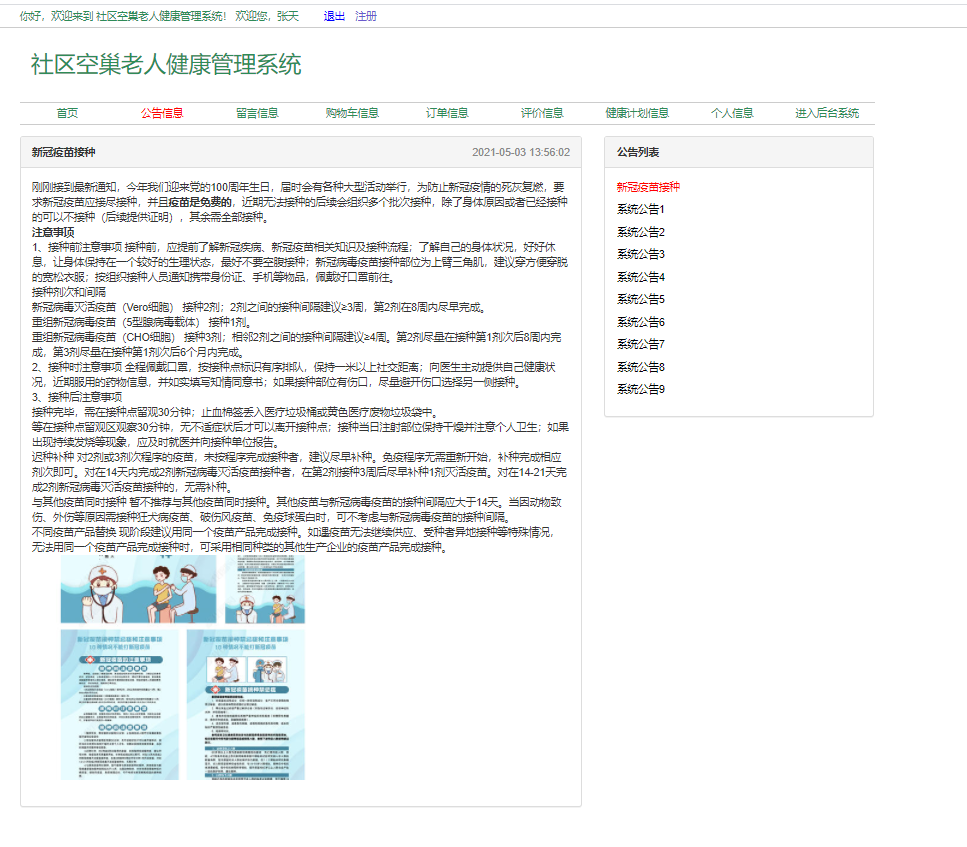 你好，欢迎来到 社区空巢老人健康管理系统! 欢迎您，张天 退出 注册
社区空巢老人健康管理系统
首页 公告信息 留言信息 购物车信息 订单信息 评价信息 健康计划信息 个人信息 进入后台系统
新冠疫苗接种 2021-05-03 13:56:02
刚刚接到最新通知，今年我们迎来党的100周年生日，届时会有各种大型活动举行，为防止新冠疫情的死灰复燃，要
求新冠疫苗应接尽接种，并且疫苗是免费的，近期无法接种的后续会组织多个批次接种，除了身体原因或者已经接种
的可以不接种（后续提供证明），其余需全部接种。
注意事项
1、接种前注意事项 接种前，应提前了解新冠疾病、新冠疫苗相关知识及接种流程；了解自己的身体状况，好好休
息，让身体保持在一个较好的生理状态，最好不要空腹接种；新冠病毒疫苗接种部位为上臂三角肌，建议穿方便穿脱
的宽松衣服；按组织接种人员通知携带身份证、手机等物品，佩戴好口罩前往。
接种剂次和间隔
新冠病毒灭活疫苗（Vero细胞） 接种2剂；2剂之间的接种间隔建议≥3周，第2剂在8周内尽早完成。
重组新冠病毒疫苗（5型腺病毒载体） 接种1剂。
重组新冠病毒疫苗（CHO细胞） 接种3剂；相邻2剂之间的接种间隔建议≥4周。第2剂尽量在接种第1剂次后8周内完
成，第3剂尽量在接种第1剂次后6个月内完成。
2、接种时注意事项 全程佩戴口罩，按接种点标识有序排队，保持一米以上社交距离；向医生主动提供自己健康状
况，近期服用的药物信息，并如实填写知情同意书；如果接种部位有伤口，尽量避开伤口选择另一侧接种。
3、接种后注意事项
接种完毕，需在接种点留观30分钟；止血棉签丢入医疗垃圾桶或黄色医疗废物垃圾袋中。
等在接种点留观区观察30分钟，无不适症状后才可以离开接种点；接种当日注射部位保持干燥并注意个人卫生；如果
出现持续发烧等现象，应及时就医并向接种单位报告。
迟种补种 对2剂或3剂次程序的疫苗，未按程序完成接种者，建议尽早补种。免疫程序无需重新开始，补种完成相应
剂次即可。对在14天内完成2剂新冠病毒灭活疫苗接种者，在第2剂接种3周后尽早补种1剂灭活疫苗。对在14-21天完
成2剂新冠病毒灭活疫苗接种的，无需补种。
与其他疫苗同时接种 暂不推荐与其他疫苗同时接种。其他疫苗与新冠病毒疫苗的接种间隔应大于14天。当因动物致
伤、外伤等原因需接种狂犬病疫苗、破伤风疫苗、免疫球蛋白时，可不考虑与新冠病毒疫苗的接种间隔。
不同疫苗产品替换 现阶段建议用同一个疫苗产品完成接种。如遇疫苗无法继续供应、受种者异地接种等特殊情况，
无法用同一个疫苗产品完成接种时，可采用相同种类的其他生产企业的疫苗产品完成接种。
公告列表
新冠疫苗接种
系统公告1
系统公告2
系统公告3
系统公告4
系统公告5
系统公告6
系统公告7
系统公告8
系统公告9